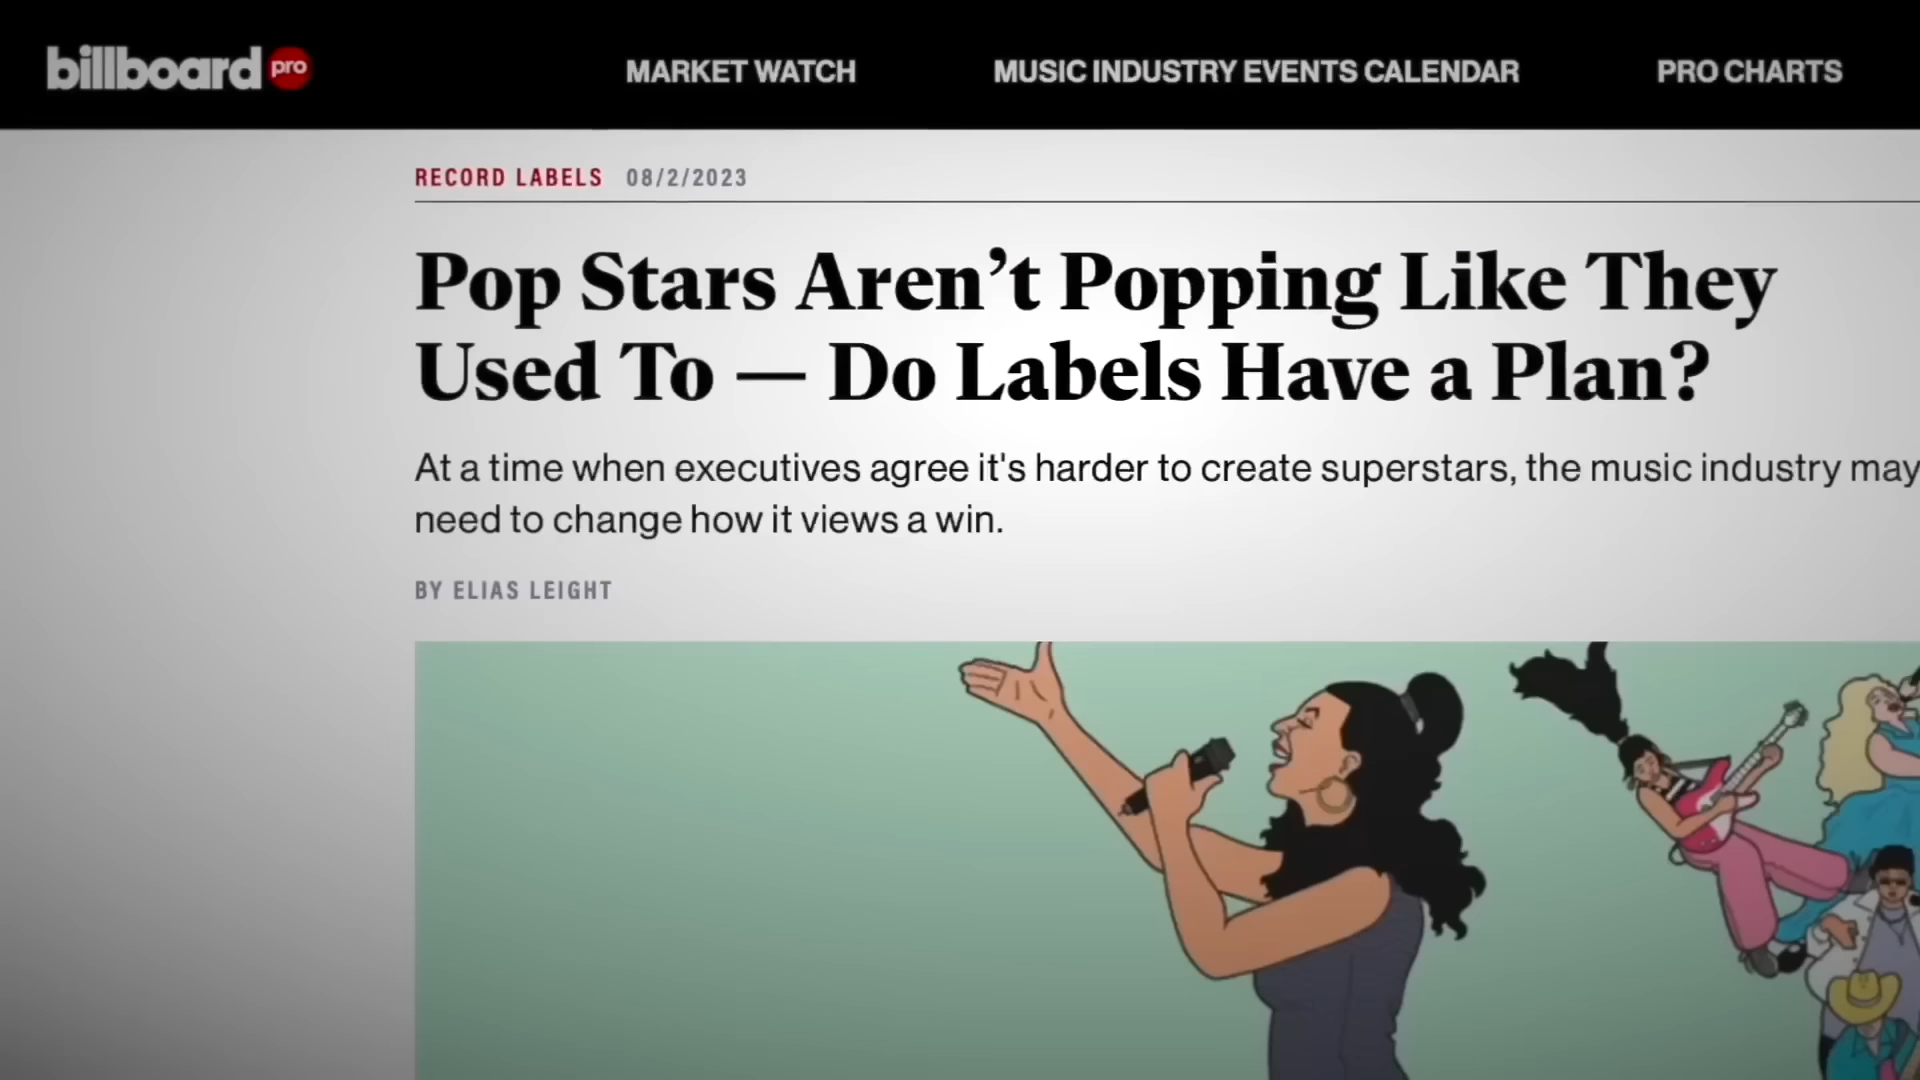 billboard pro MARKET WATCH MUSIC INDUSTRY EVENTS CALENDAR PRO CHARTS
RECORD LABELS 08/2/2023
Pop Stars Aren’t Popping Like They
Used To — Do Labels Have a Plan?
At a time when executives agree it's harder to create superstars, the music industry may
need to change how it views a win.
BY ELIAS LEIGHT